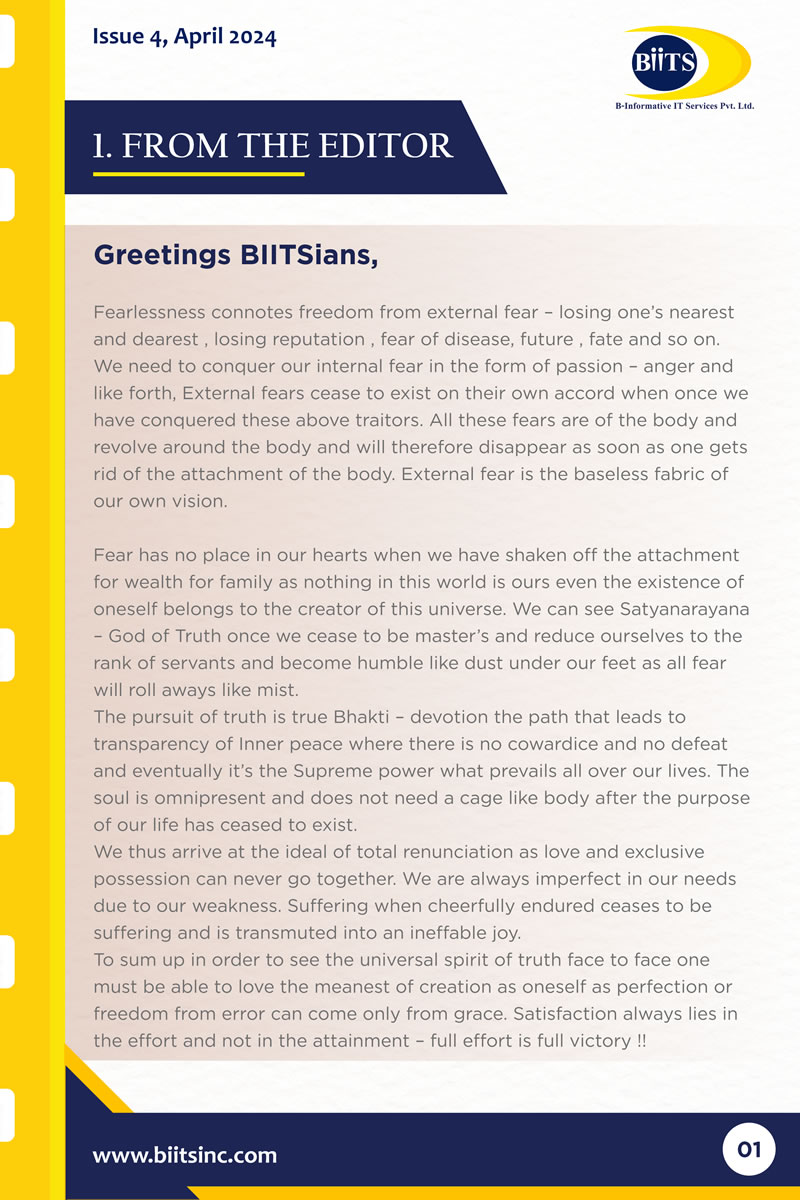 Issue 4, April 2024
BiiTS
B-Informative IT Services Pvt. Ltd.
1. FROM THE EDITOR
Greetings BIITSians,
Fearlessness connotes freedom from external fear – losing one’s nearest
and dearest , losing reputation , fear of disease, future , fate and so on.
We need to conquer our internal fear in the form of passion – anger and
like forth, External fears cease to exist on their own accord when once we
have conquered these above traitors. All these fears are of the body and
revolve around the body and will therefore disappear as soon as one gets
rid of the attachment of the body. External fear is the baseless fabric of
our own vision.
Fear has no place in our hearts when we have shaken off the attachment
for wealth for family as nothing in this world is ours even the existence of
oneself belongs to the creator of this universe. We can see Satyanarayana
– God of Truth once we cease to be master’s and reduce ourselves to the
rank of servants and become humble like dust under our feet as all fear
will roll aways like mist.
The pursuit of truth is true Bhakti – devotion the path that leads to
transparency of Inner peace where there is no cowardice and no defeat
and eventually it’s the Supreme power what prevails all over our lives. The
soul is omnipresent and does not need a cage like body after the purpose
of our life has ceased to exist.
We thus arrive at the ideal of total renunciation as love and exclusive
possession can never go together. We are always imperfect in our needs
due to our weakness. Suffering when cheerfully endured ceases to be
suffering and is transmuted into an ineffable joy.
To sum up in order to see the universal spirit of truth face to face one
must be able to love the meanest of creation as oneself as perfection or
freedom from error can come only from grace. Satisfaction always lies in
the effort and not in the attainment – full effort is full victory !!
www.biitsinc.com
01